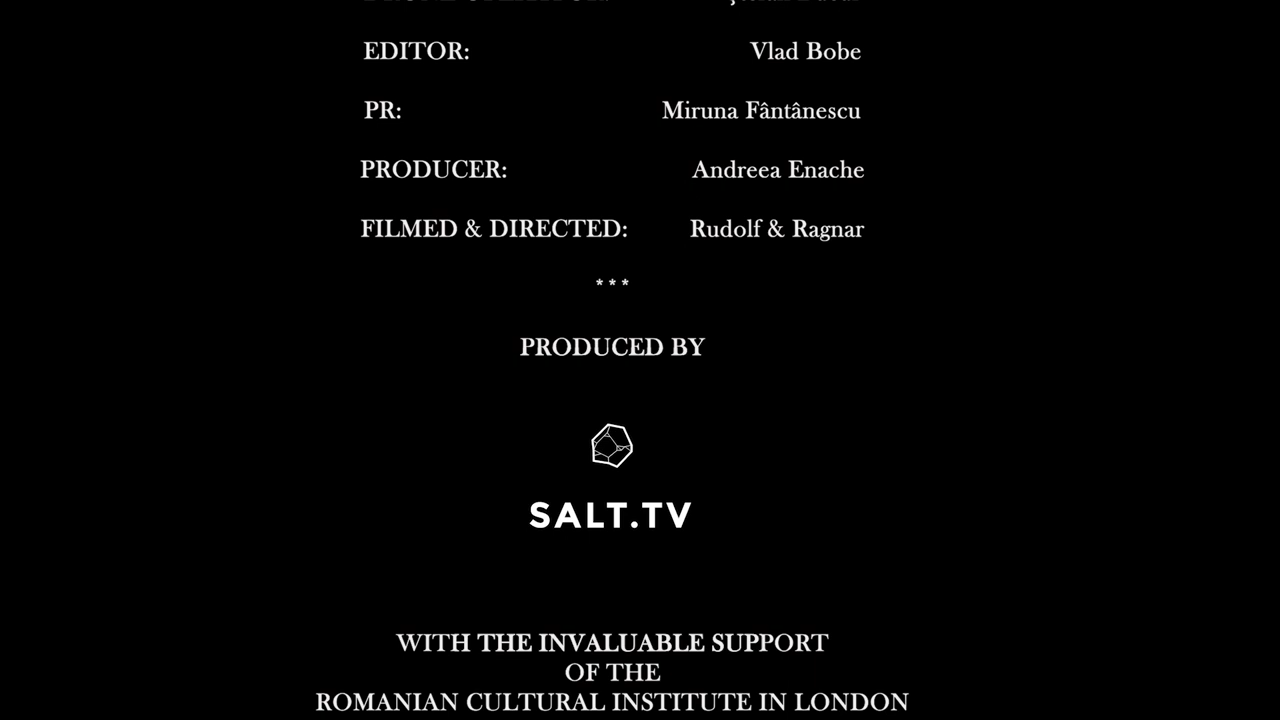 EDITOR: Vlad Bobe
PR: Miruna Fântânescu
PRODUCER: Andreea Enache
FILMED & DIRECTED: Rudolf & Ragnar
***
PRODUCED BY
SALT.TV
WITH THE INVALUABLE SUPPORT
OF THE
ROMANIAN CULTURAL INSTITUTE IN LONDON